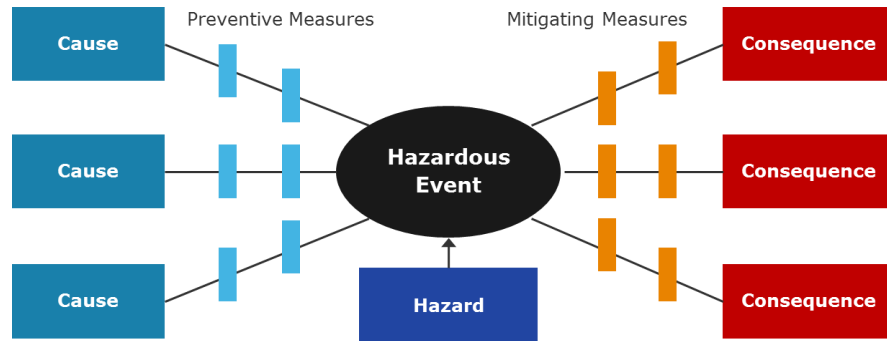 Preventive Measures
Mitigating Measures
Cause
Consequence
Cause
Hazardous
Event
Consequence
Cause
Hazard
Consequence